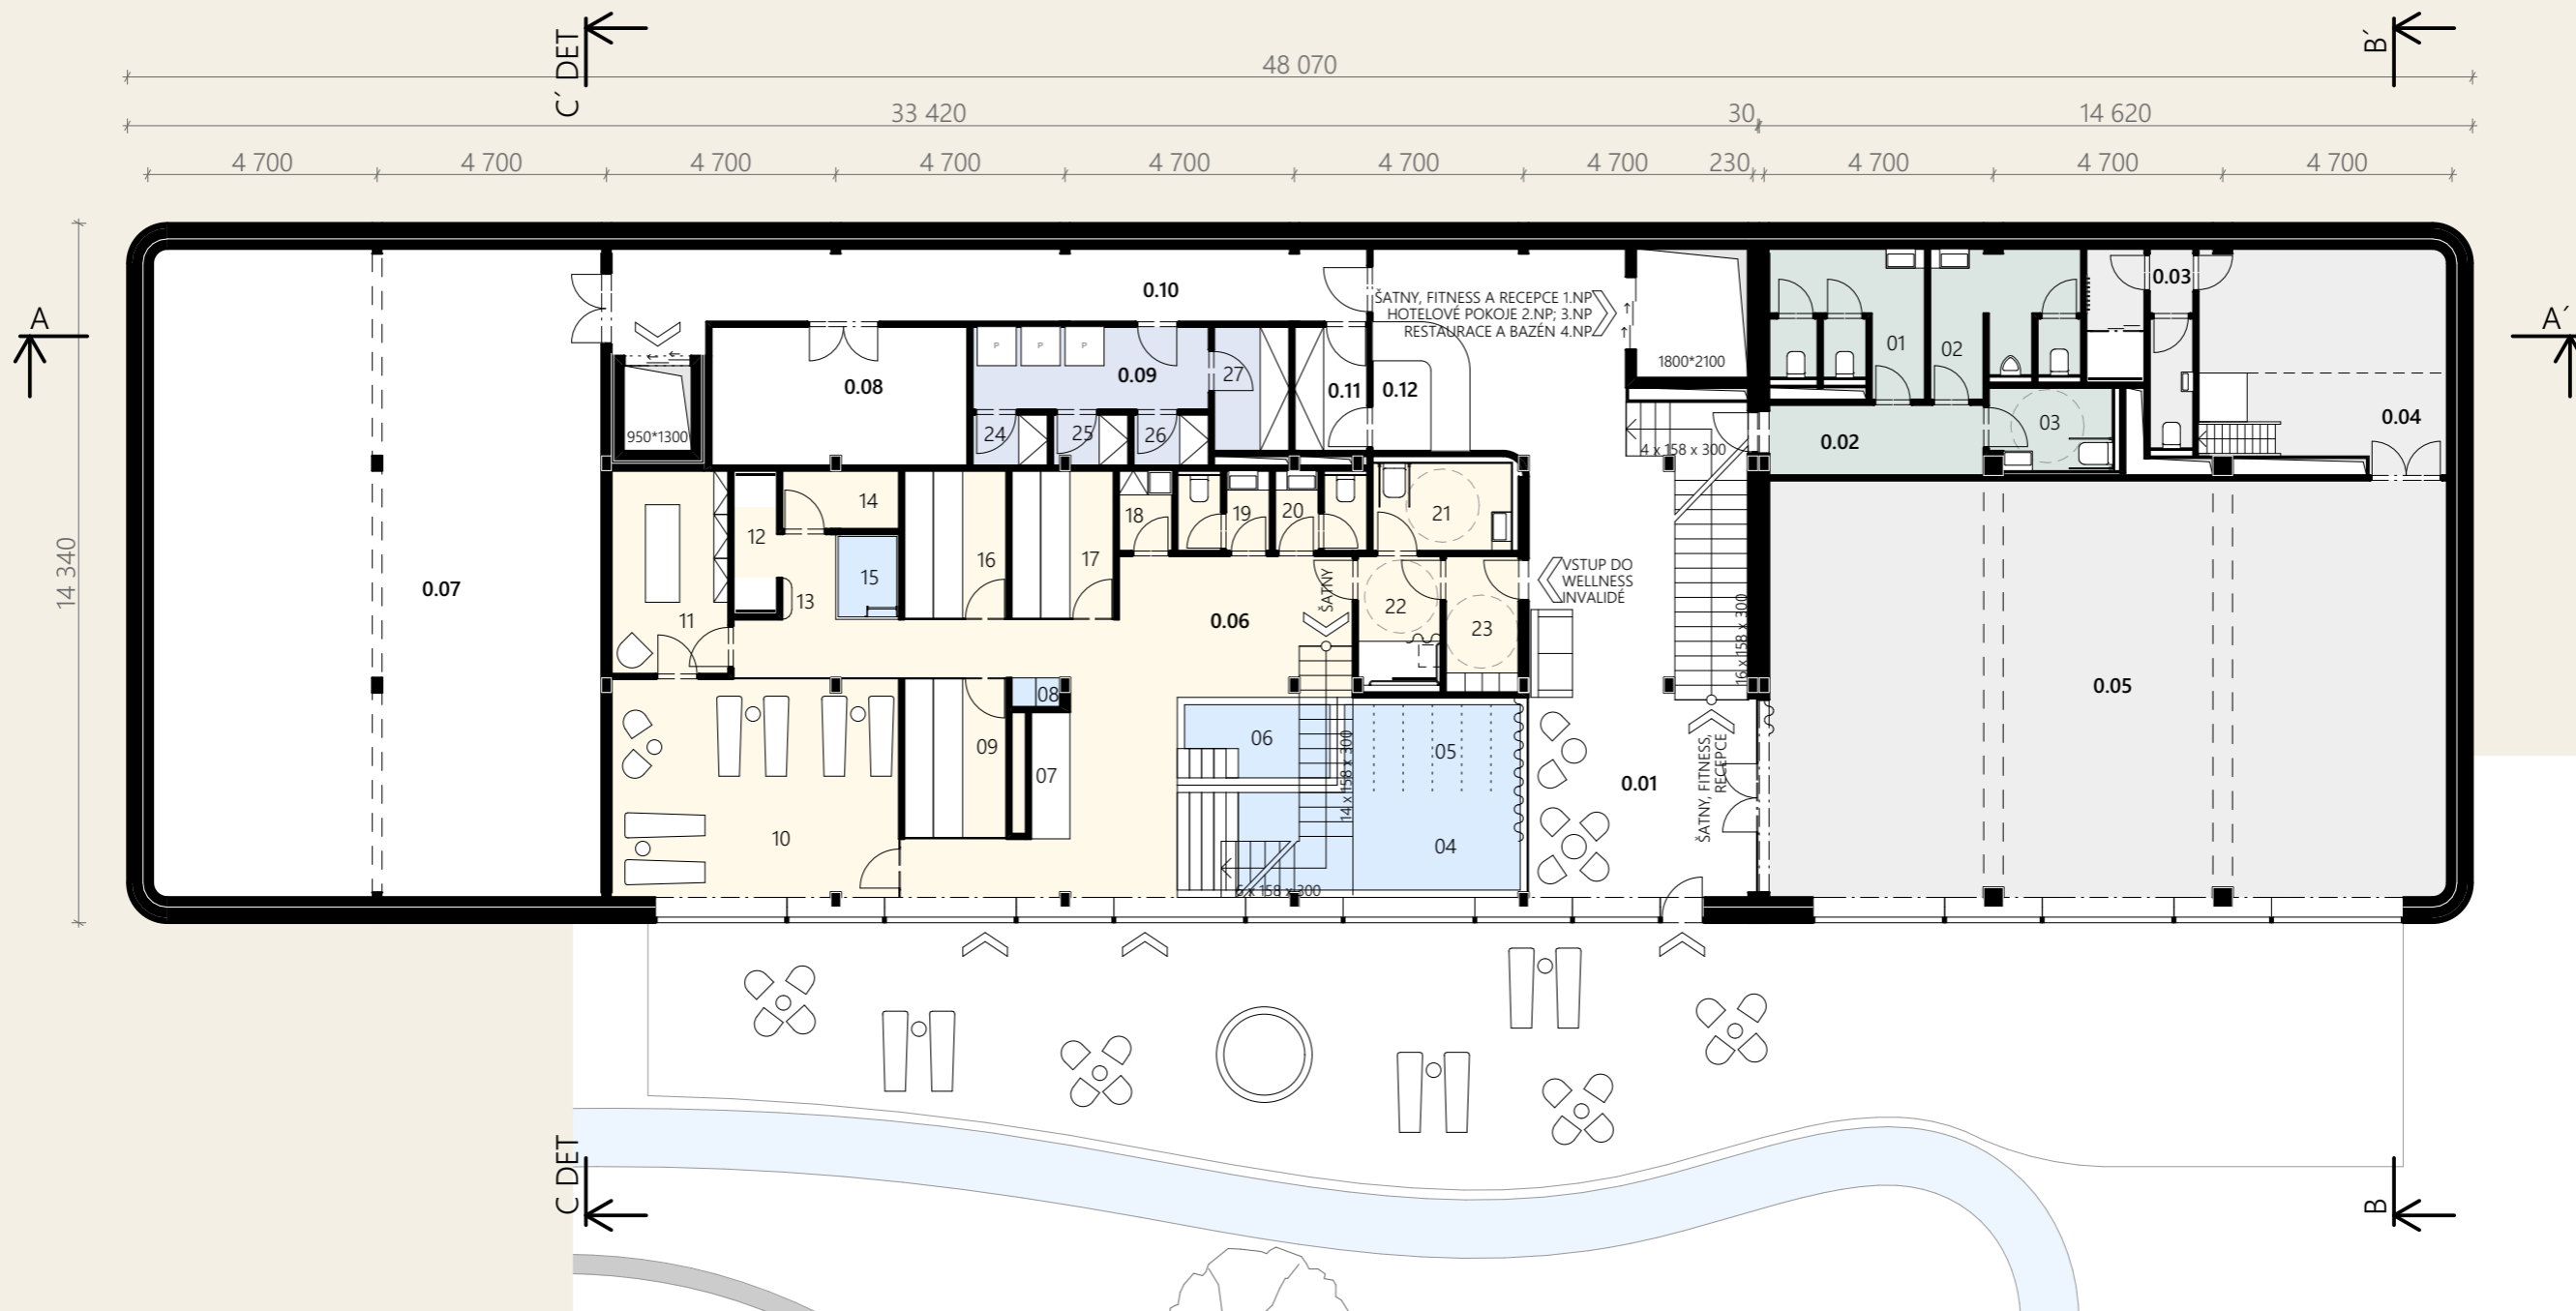 C´ DET
B´
48 070
33 420
30
14 620
4 700
4 700
4 700
4 700
4 700
4 700
4 700
230
4 700
4 700
4 700
14 340
A
A´
0.10
0.03
ŠATNY, FITNESS A RECEPCE 1.NP
HOTELOVÉ POKOJE 2.NP; 3.NP
RESTAURACE A BAZÉN 4.NP
1800*2100
01
02
P
P
P
0.09
27
0.08
0.11
0.12
950*1300
24
25
26
0.02
03
0.04
4 x 158 x 300
14
12
15
13
11
16
17
18
19
20
21
0.07
0.06
ŠATNY
22
23
VSTUP DO
WELLNESS
INVALIDÉ
16 x 158 x 300
0.05
08
09
07
10
06
05
04
14 x 158 x 300
6 x 158 x 300
0.01
ŠATNY, FITNESS,
RECEPCE
C DET
B